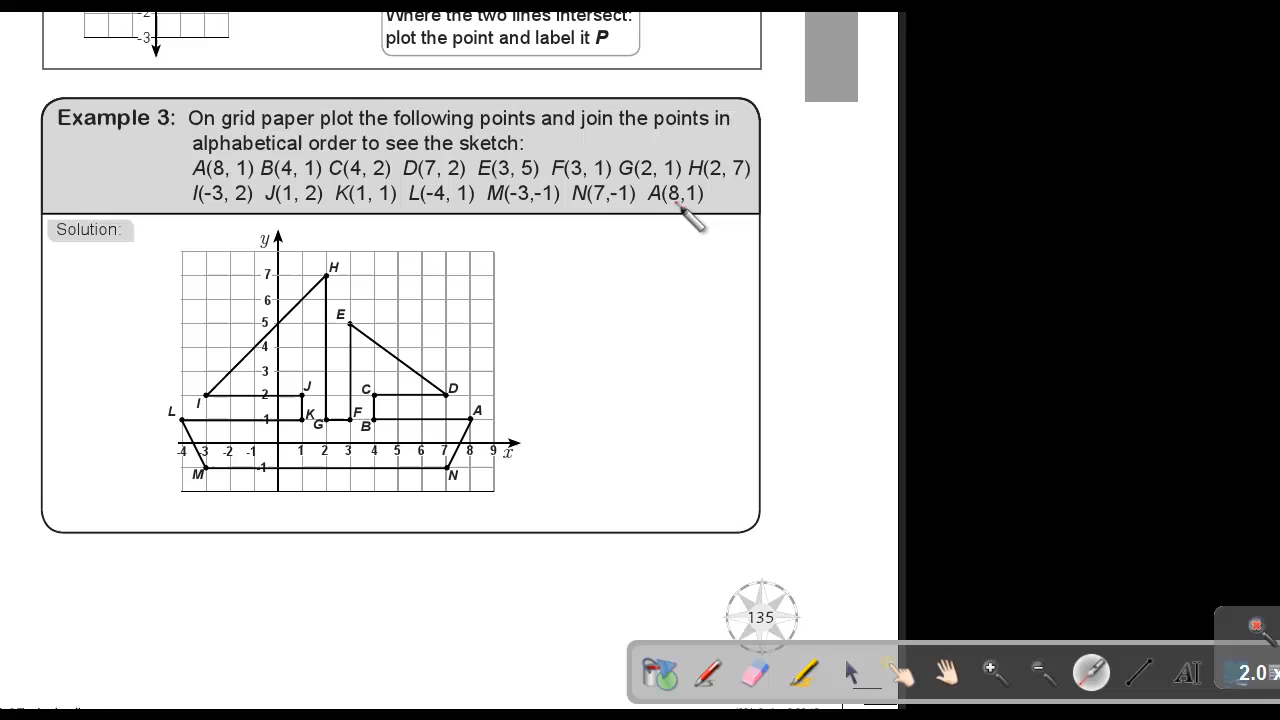 -2
-3
Where the two lines intersect:
plot the point and label it P
Example 3: On grid paper plot the following points and join the points in
alphabetical order to see the sketch:
A(8, 1) B(4, 1) C(4, 2) D(7, 2) E(3, 5) F(3, 1) G(2, 1) H(2, 7)
I(-3, 2) J(1, 2) K(1, 1) L(-4, 1) M(-3,-1) N(7,-1) A(8,1)
Solution:
y
H
7
6
E
5
4
3
I
2
J
C
D
L
1
K
G
F
B
A
-4 -3 -2 -1 1 2 3 4 5 6 7 8 9 x
M
-1
N
135
AI
2.0 x